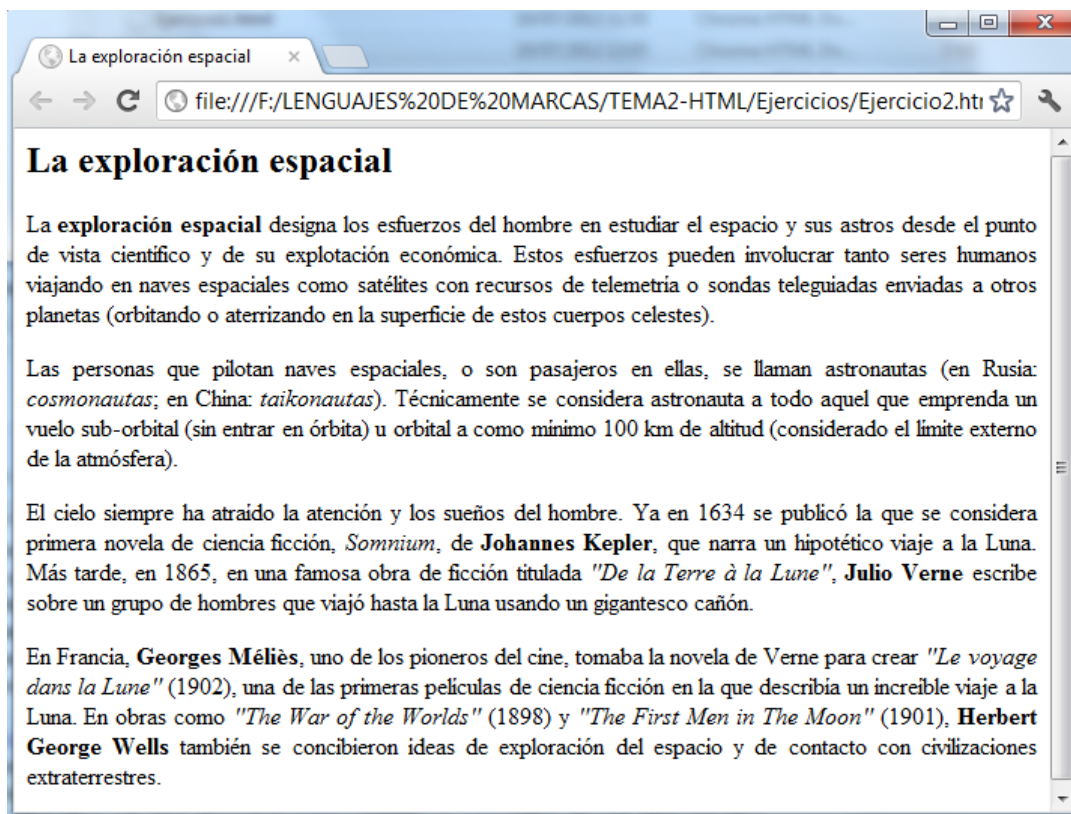 La exploración espacial
file:///F:/LENGUAJES%20DE%20MARCAS/TEMA2-HTML/Ejercicios/Ejercicio2.htm
La exploración espacial
La exploración espacial designa los esfuerzos del hombre en estudiar el espacio y sus astros desde el punto
de vista científico y de su explotación económica. Estos esfuerzos pueden involucrar tanto seres humanos
viajando en naves espaciales como satélites con recursos de telemetría o sondas teleguiadas enviadas a otros
planetas (orbitando o aterrizando en la superficie de estos cuerpos celestes).
Las personas que pilotan naves espaciales, o son pasajeros en ellas, se llaman astronautas (en Rusia:
cosmonautas; en China: taikonautas). Técnicamente se considera astronauta a todo aquel que emprenda un
vuelo sub-orbital (sin entrar en órbita) u orbital a como mínimo 100 km de altitud (considerado el límite externo
de la atmósfera).
El cielo siempre ha atraído la atención y los sueños del hombre. Ya en 1634 se publicó la que se considera
primera novela de ciencia ficción, Somnium, de Johannes Kepler, que narra un hipotético viaje a la Luna.
Más tarde, en 1865, en una famosa obra de ficción titulada "De la Terre à la Lune", Julio Verne escribe
sobre un grupo de hombres que viajó hasta la Luna usando un gigantesco cañón.
En Francia, Georges Méliès, uno de los pioneros del cine, tomaba la novela de Verne para crear "Le voyage
dans la Lune" (1902), una de las primeras películas de ciencia ficción en la que describía un increíble viaje a la
Luna. En obras como "The War of the Worlds" (1898) y "The First Men in The Moon" (1901), Herbert
George Wells también se concibieron ideas de exploración del espacio y de contacto con civilizaciones
extraterrestres.